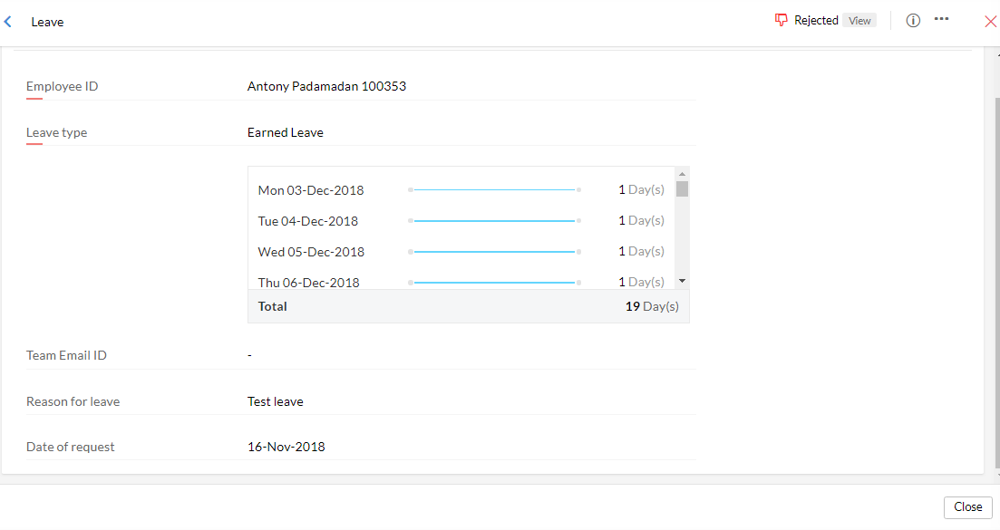 Leave
Rejected View
Employee ID Antony Padamadan 100353
Leave type Earned Leave
Mon 03-Dec-2018 1 Day(s)
Tue 04-Dec-2018 1 Day(s)
Wed 05-Dec-2018 1 Day(s)
Thu 06-Dec-2018 1 Day(s)
Total 19 Day(s)
Team Email ID -
Reason for leave Test leave
Date of request 16-Nov-2018
Close